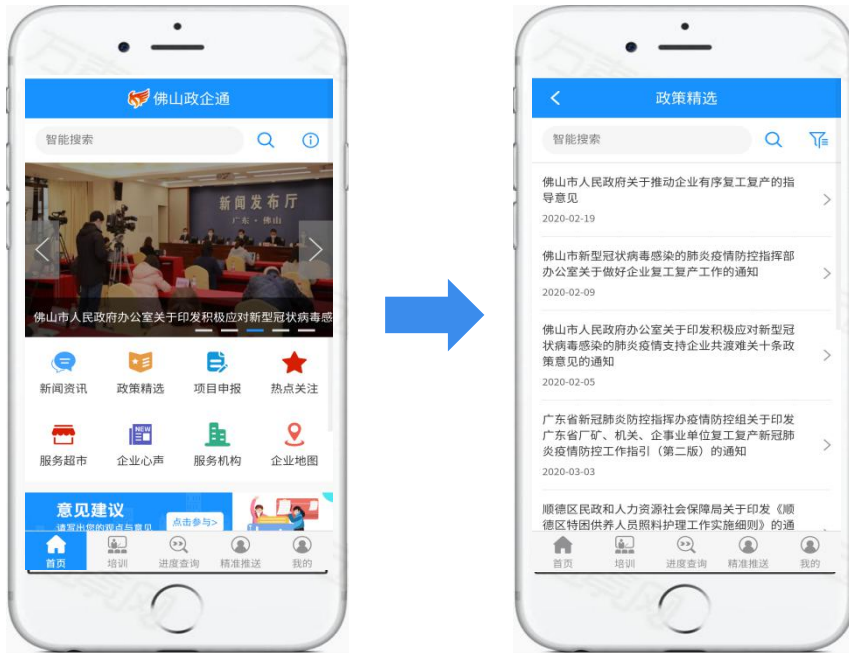 佛山政企通
智能搜索
新闻发布厅
广东·佛山
佛山市人民政府办公室关于印发积极应对新型冠状病毒感
新闻资讯
政策精选
项目申报
热点关注
NEW
服务超市
企业心声
服务机构
企业地图
意见建议
请写出您的观点与意见
点击参与>
首页
培训
进度查询
精准推送
我的
政策精选
智能搜索
佛山市人民政府关于推动企业有序复工复产的指
导意见
2020-02-19
佛山市新型冠状病毒感染的肺炎疫情防控指挥部
办公室关于做好企业复工复产工作的通知
2020-02-09
佛山市人民政府办公室关于印发积极应对新型冠
状病毒感染的肺炎疫情支持企业共渡难关十条政
策意见的通知
2020-02-05
广东省新冠肺炎防控指挥办疫情防控组关于印发
广东省厂矿、机关、企事业单位复工复产新冠肺
炎疫情防控工作指引（第二版）的通知
2020-03-03
顺德区民政和人力资源社会保障局关于印发《顺
德区特困供养人员照料护理工作实施细则》的通
首页
培训
进度查询
精准推送
我的